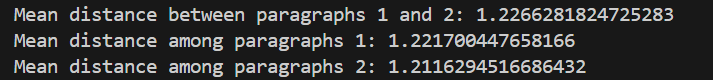 Mean distance between paragraphs 1 and 2: 1.2266281824725283
Mean distance among paragraphs 1: 1.221700447658166
Mean distance among paragraphs 2: 1.2116294516686432